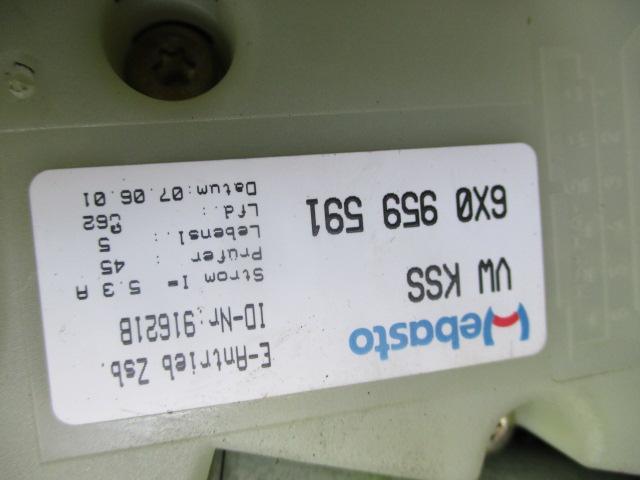 Webasto
VW KSS
6X0 959 591
E-Antrieb Zsb.
ID-Nr:91621B
Strom I= 5.3 A
Prüfer : 45
Lebensl.: 5
Lfd.:
Datum:07.06.01